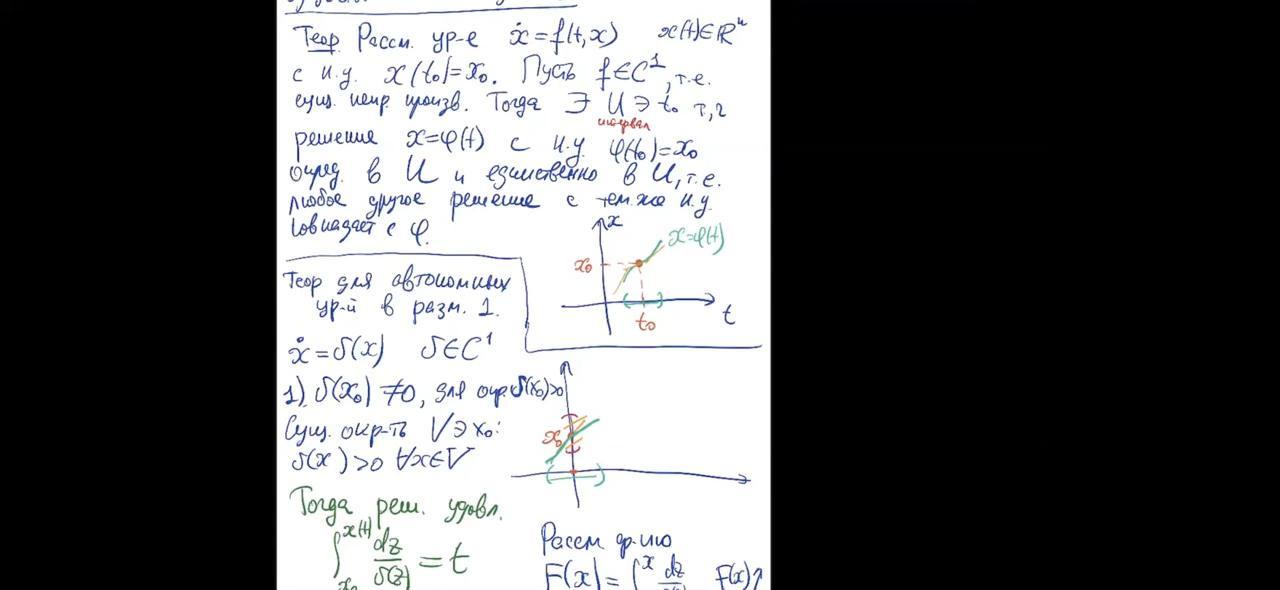 Теор. Рассм. ур-е ẋ = f(t,x) x(t)∈ℝⁿ
с н.у. x(t₀)=x₀. Пусть f∈C¹, т.е.
сущ. непр. произв. Тогда ∃ U∋t₀ т,ч
интервал
решение x=φ(t) с н.у. φ(t₀)=x₀
опред. в U и единственно в U, т.е.
любое другое решение с тем же н.у.
совпадает с φ.
x
x=φ(t)
x₀
t
t₀
Теор для автономных
ур-й в разм. 1.
ẋ = δ(x) δ∈C¹
1) δ(x₀) ≠0, для опр δ(x₀)>0
Сущ. окр-ть V∋x₀:
δ(x)>0 ∀x∈V
x₀
Тогда реш. удовл.
∫ₓ₀^x(t) dz/δ(z) = t
Рассм ф-цию
F(x) = ∫^x dz F(x)↑